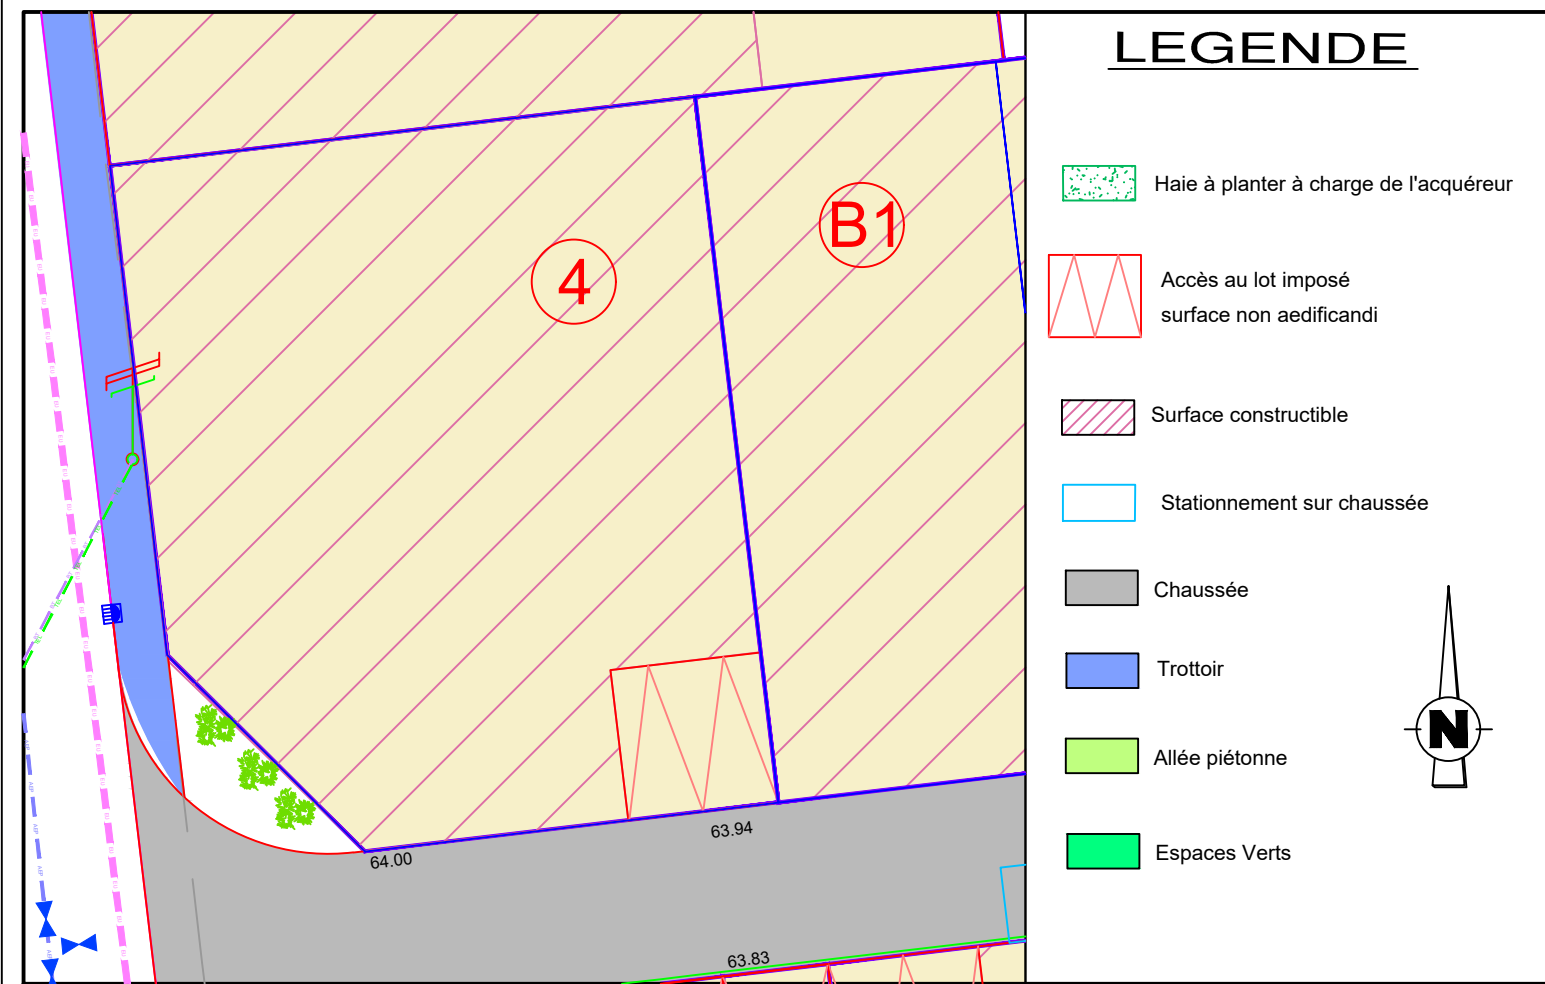 LEGENDE
Haie à planter à charge de l'acquéreur
Accès au lot imposé
surface non aedificandi
Surface constructible
Stationnement sur chaussée
Chaussée
Trottoir
Allée piétonne
Espaces Verts
N
4
B1
64.00
63.94
63.83